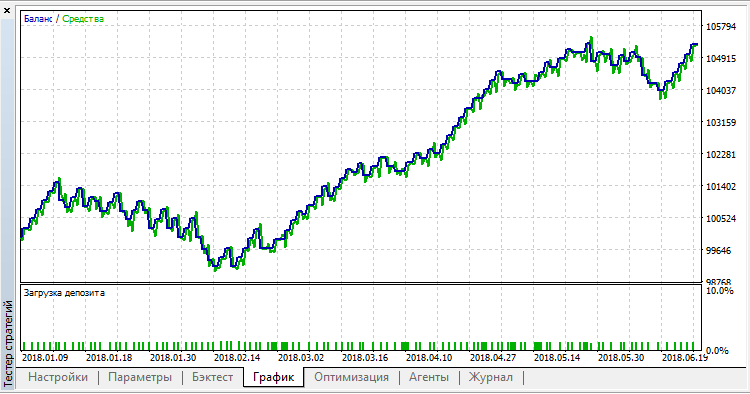 Баланс / Средства
105794
104915
104037
103159
102281
101402
100524
99646
98768
Загрузка депозита
10.0%
0.0%
2018.01.09 2018.01.18 2018.01.30 2018.02.14 2018.03.02 2018.03.16 2018.04.10 2018.04.27 2018.05.14 2018.05.30 2018.06.19
Тестер стратегий
Настройки Параметры Бэктест График Оптимизация Агенты Журнал